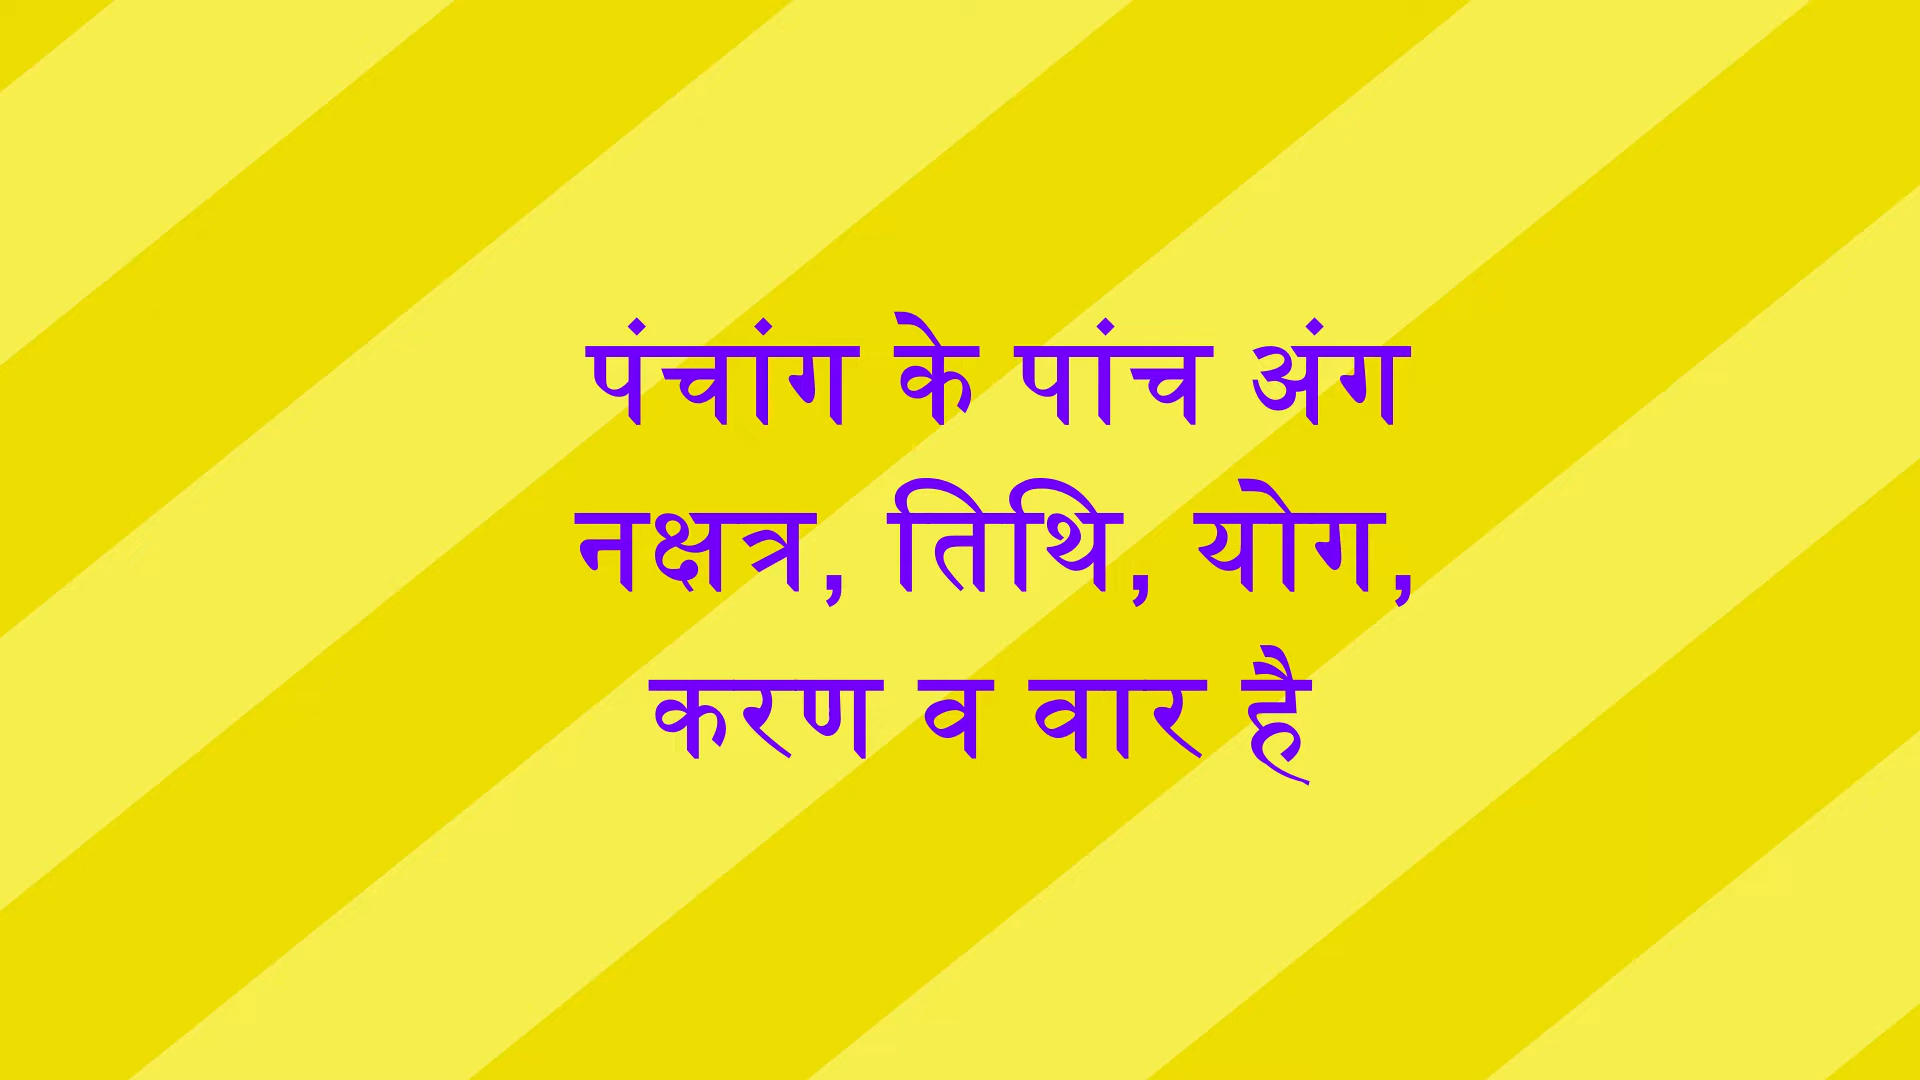 पंचांग के पांच अंग
नक्षत्र, तिथि, योग,
करण व वार है